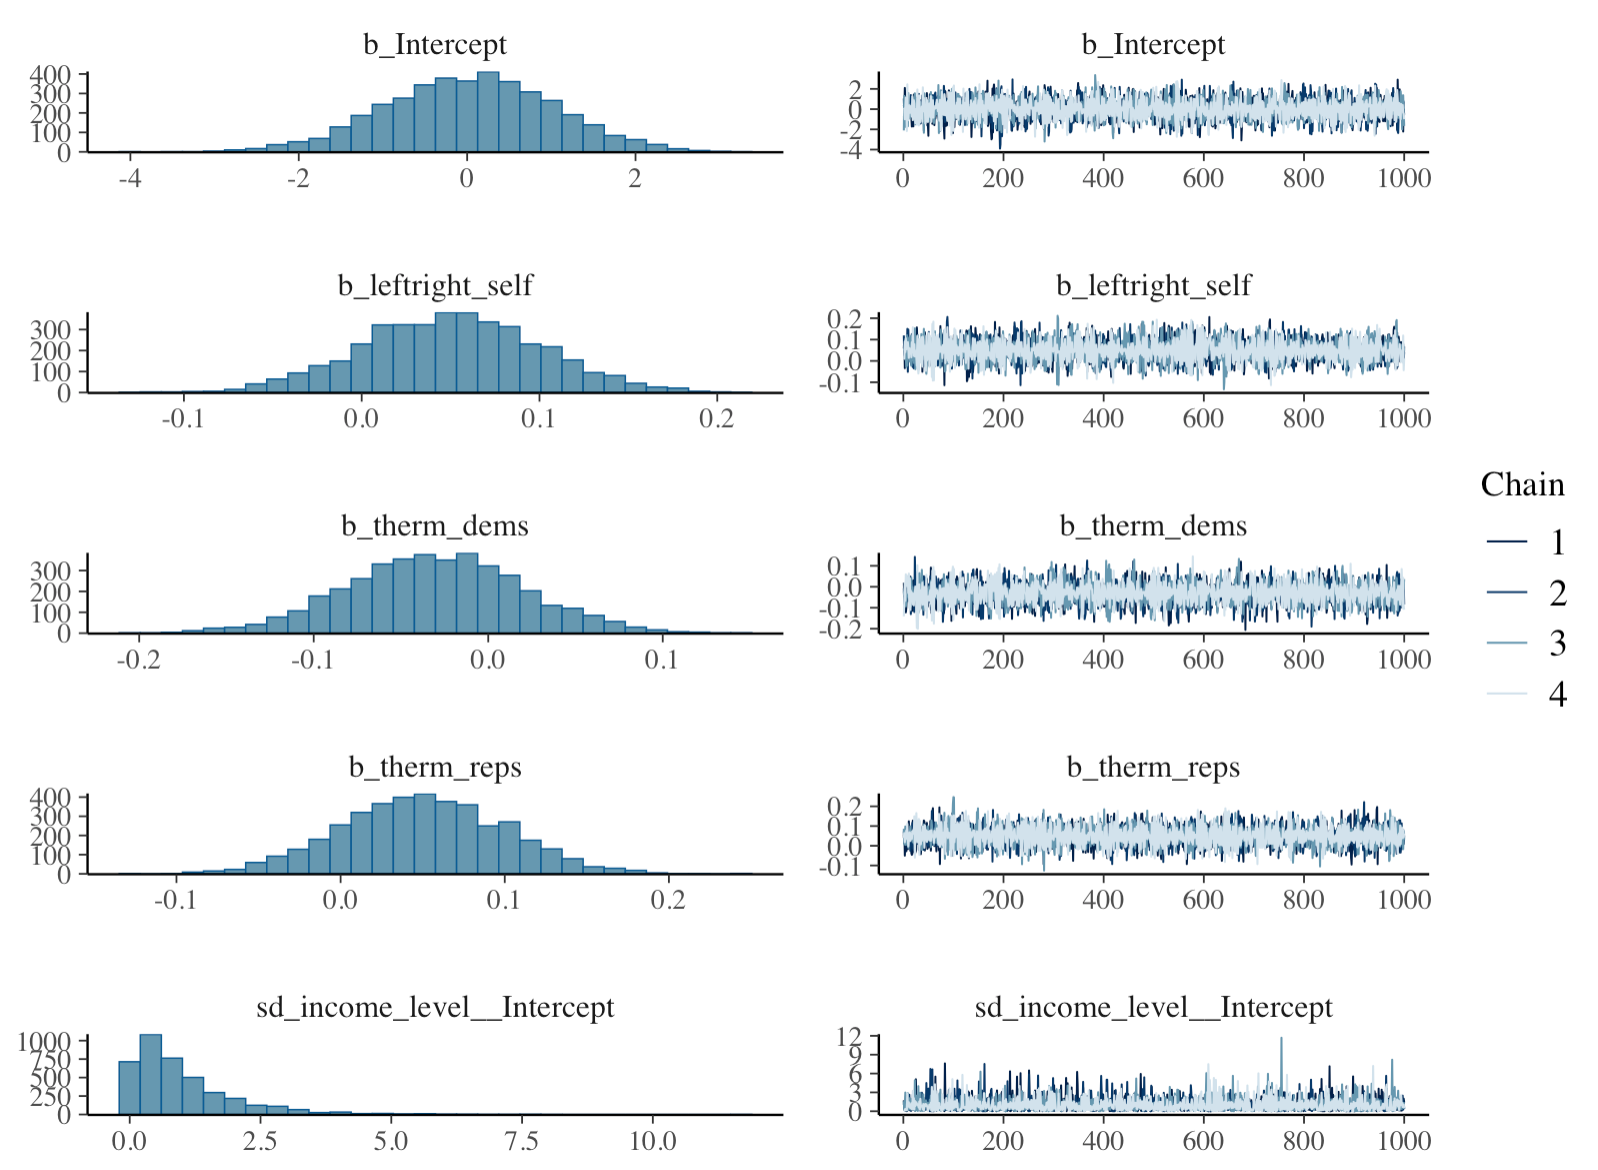 b_Intercept
400
300
200
100
0
-4 -2 0 2
b_Intercept
2
0
-2
-4
0 200 400 600 800 1000
b_leftright_self
300
200
100
0
-0.1 0.0 0.1 0.2
b_leftright_self
0.2
0.1
0.0
-0.1
0 200 400 600 800 1000
b_therm_dems
300
200
100
0
-0.2 -0.1 0.0 0.1
b_therm_dems
0.1
0.0
-0.1
-0.2
0 200 400 600 800 1000
b_therm_reps
400
300
200
100
0
-0.1 0.0 0.1 0.2
b_therm_reps
0.2
0.1
0.0
-0.1
0 200 400 600 800 1000
sd_income_level__Intercept
1000
750
500
250
0
0.0 2.5 5.0 7.5 10.0
sd_income_level__Intercept
12
9
6
3
0
0 200 400 600 800 1000
Chain
1
2
3
4